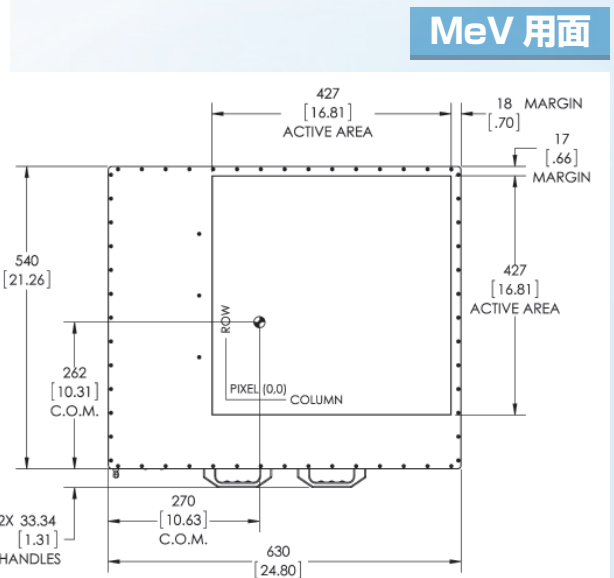 MeV 用面
427
[16.81]
ACTIVE AREA
18 MARGIN
[.70]
17
[.66]
MARGIN
540
[21.26]
427
[16.81]
ACTIVE AREA
ROW
262
[10.31]
C.O.M.
PIXEL (0,0)
COLUMN
2X 33.34
[1.31]
HANDLES
270
[10.63]
C.O.M.
630
[24.80]